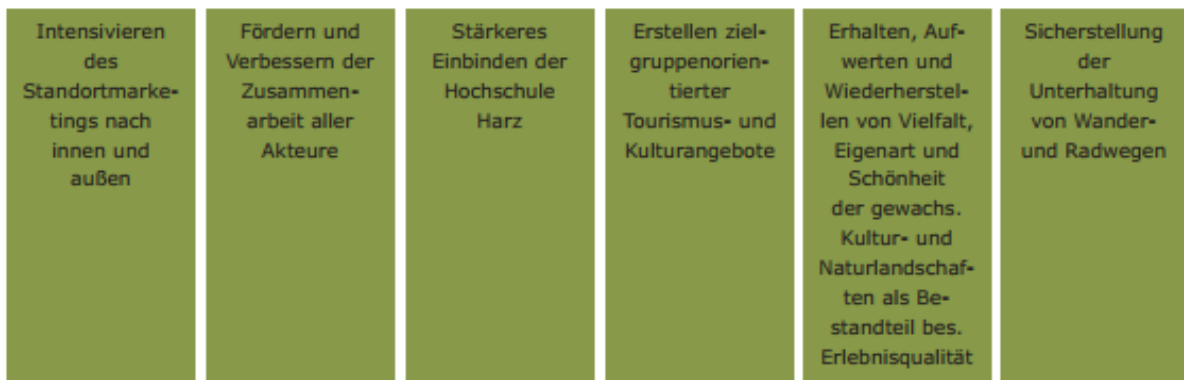 Intensivieren
des
Standortmarke-
tings nach
innen und
außen
Fördern und
Verbessern der
Zusammen-
arbeit aller
Akteure
Stärkeres
Einbinden der
Hochschule
Harz
Erstellen ziel-
gruppenorien-
tierter
Tourismus- und
Kulturangebote
Erhalten, Auf-
werten und
Wiederherstel-
len von Vielfalt,
Eigenart und
Schönheit
der gewachs.
Kultur- und
Naturlandschaf-
ten als Be-
standteil bes.
Erlebnisqualität
Sicherstellung
der
Unterhaltung
von Wander-
und Radwegen